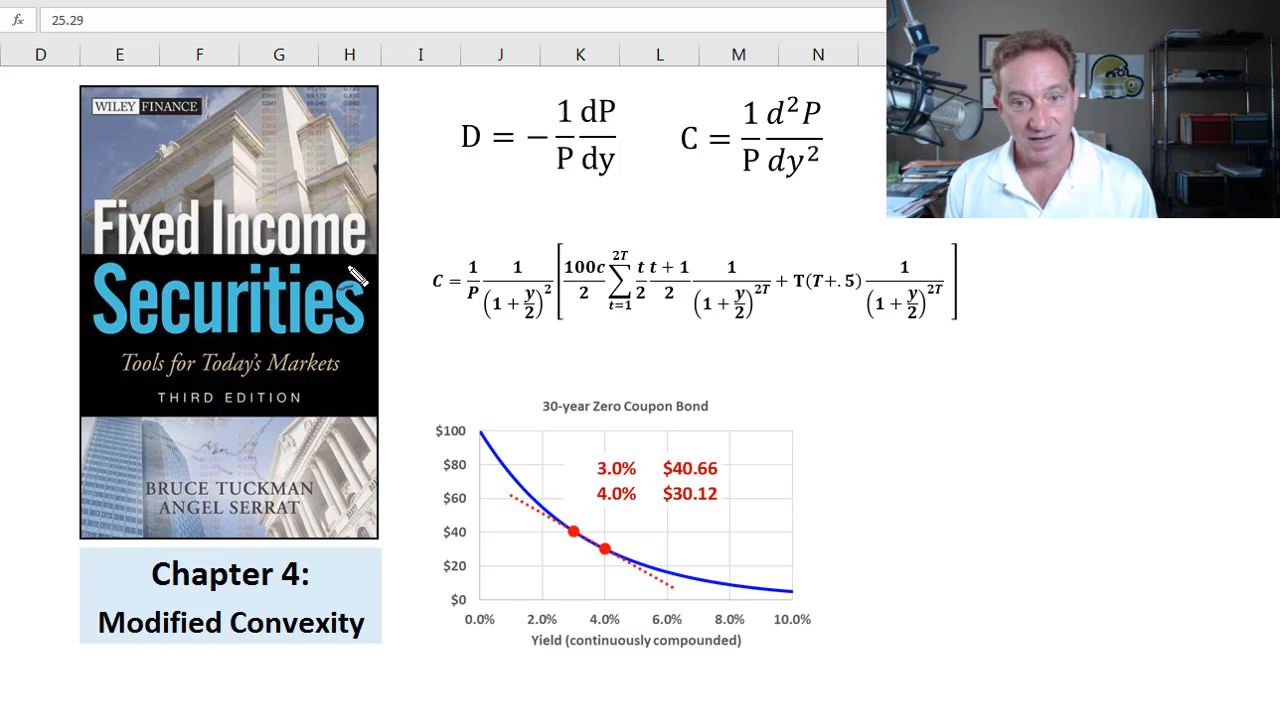 fx 25.29
D E F G H I J K L M N
WILEY FINANCE
Fixed Income
Securities
Tools for Today's Markets
THIRD EDITION
BRUCE TUCKMAN
ANGEL SERRAT
Chapter 4:
Modified Convexity
D = − 1/P dP/dy
C = 1/P d²P/dy²
C = 1/P 1/(1 + y/2)² [ 100c/2 ∑_{t=1}^{2T} t/2 t + 1/2 1/(1 + y/2)^{2T} + T(T+.5) 1/(1 + y/2)^{2T} ]
30-year Zero Coupon Bond
$100
$80
$60
$40
$20
$0
3.0% $40.66
4.0% $30.12
0.0% 2.0% 4.0% 6.0% 8.0% 10.0%
Yield (continuously compounded)